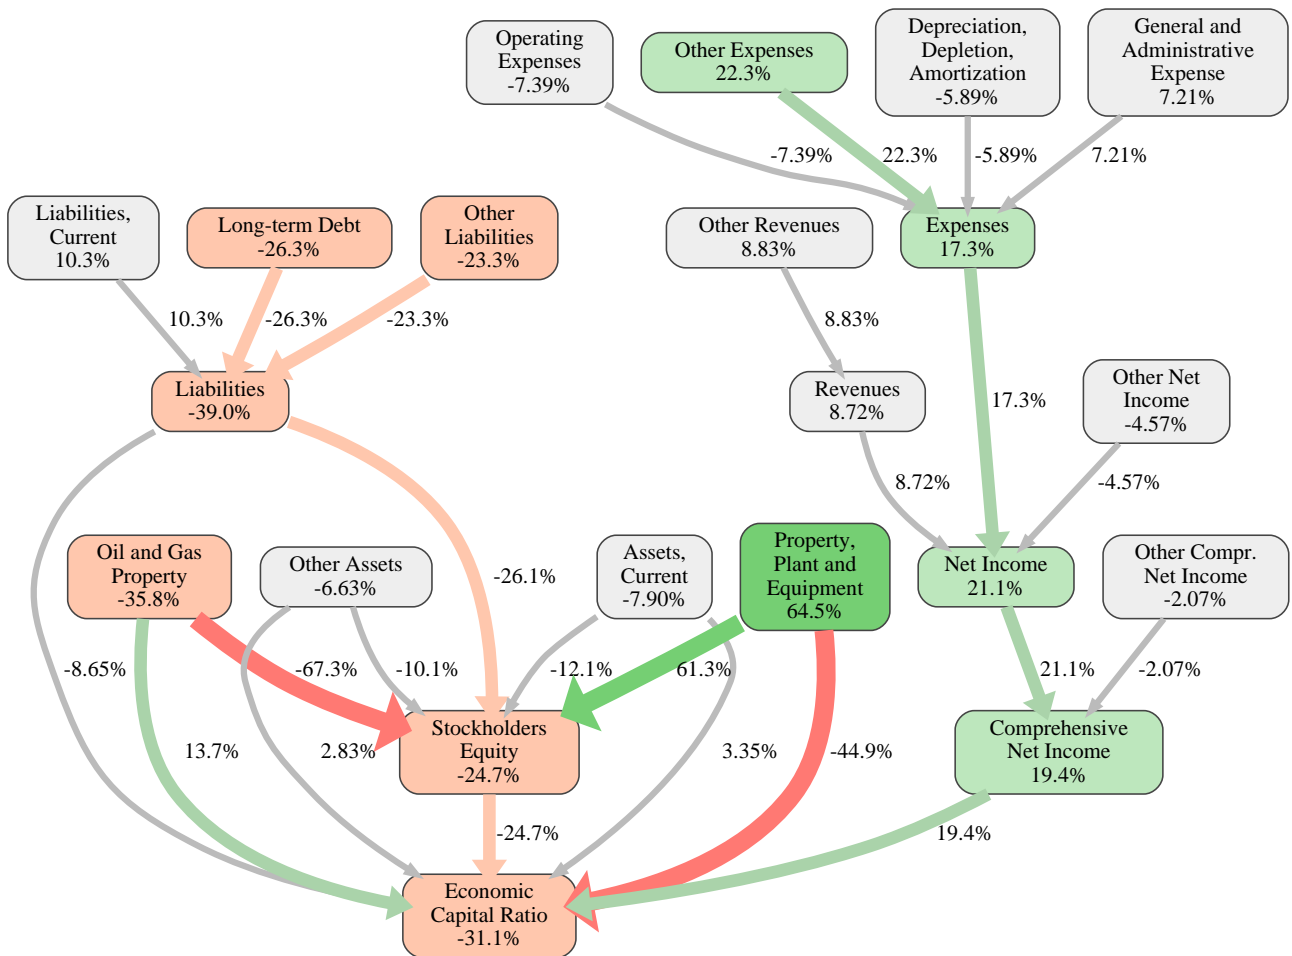 Operating
Expenses
-7.39%
Other Expenses
22.3%
Depreciation,
Depletion,
Amortization
-5.89%
General and
Administrative
Expense
7.21%
-7.39%
22.3%
-5.89%
7.21%
Liabilities,
Current
10.3%
Long-term Debt
-26.3%
Other
Liabilities
-23.3%
Other Revenues
8.83%
Expenses
17.3%
10.3%
-26.3%
-23.3%
8.83%
Liabilities
-39.0%
Revenues
8.72%
17.3%
Other Net
Income
-4.57%
8.72%
-4.57%
Oil and Gas
Property
-35.8%
Other Assets
-6.63%
-26.1%
Assets,
Current
-7.90%
Property,
Plant and
Equipment
64.5%
Net Income
21.1%
Other Compr.
Net Income
-2.07%
-8.65%
-67.3%
-10.1%
-12.1%
61.3%
21.1%
-2.07%
13.7%
2.83%
Stockholders
Equity
-24.7%
3.35%
-44.9%
Comprehensive
Net Income
19.4%
-24.7%
19.4%
Economic
Capital Ratio
-31.1%